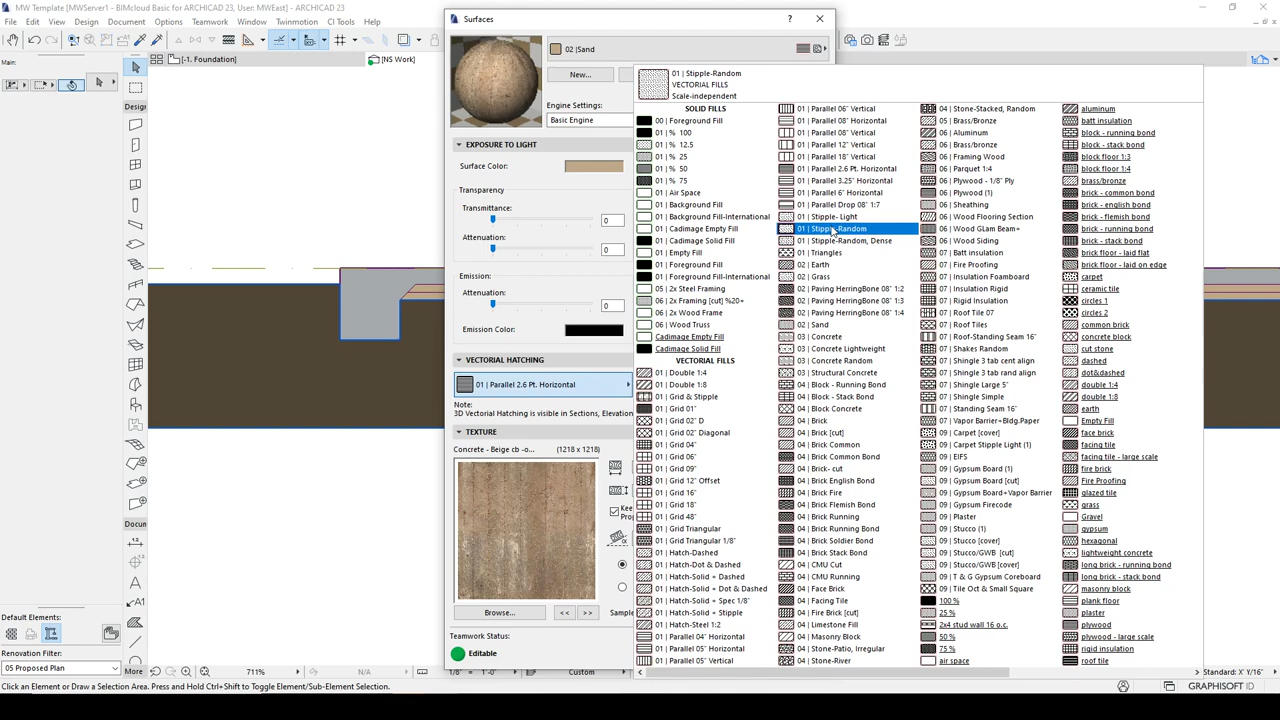 MW Template [MWServer1] - BIMcloud Basic for ARCHICAD 23, User: MWEast]
File Edit View Design Document Options Teamwork Window Twinmotion CI Tools Help
Main:
[-1. Foundation]
[NS Work]
Surfaces
02 |Sand
New...
Engine Settings:
Basic Engine
EXPOSURE TO LIGHT
Surface Color:
Transparency
Transmittance:
0
Attenuation:
0
Emission:
Attenuation:
0
Emission Color:
VECTORIAL HATCHING
01 | Parallel 2.6 Pt. Horizontal
Note:
3D Vectorial Hatching is visible in Sections, Elevation
TEXTURE
Concrete - Beige cb -o... (1218 x 1218)
Browse... << >>
Teamwork Status:
Editable
01 | Stipple-Random
VECTORIAL FILLS
Scale-independent
SOLID FILLS
00 | Foreground Fill
01 | % 100
01 | % 12.5
01 | % 25
01 | % 50
01 | % 75
01 | Air Space
01 | Background Fill
01 | Background Fill-International
01 | Cadimage Empty Fill
01 | Cadimage Solid Fill
01 | Empty Fill
01 | Foreground Fill
01 | Foreground Fill-International
05 | 2x Steel Framing
06 | 2x Framing [cut] %20+
06 | 2x Wood Frame
06 | Wood Truss
Cadimage Empty Fill
Cadimage Solid Fill
VECTORIAL FILLS
01 | Double 1:4
01 | Double 1:8
01 | Grid & Stipple
01 | Grid 01"
01 | Grid 02" D
01 | Grid 02" Diagonal
01 | Grid 04"
01 | Grid 06"
01 | Grid 09"
01 | Grid 12" Offset
01 | Grid 16"
01 | Grid 18"
01 | Grid 48"
01 | Grid Triangular
01 | Grid Triangular 1/8"
01 | Hatch-Dashed
01 | Hatch-Dot & Dashed
01 | Hatch-Solid + Dashed
01 | Hatch-Solid + Dot & Dashed
01 | Hatch-Solid + Spec 1/8"
01 | Hatch-Solid + Stipple
01 | Hatch-Steel 1:2
01 | Parallel 04" Horizontal
01 | Parallel 05" Horizontal
01 | Parallel 05" Vertical
01 | Parallel 06" Vertical
01 | Parallel 08" Horizontal
01 | Parallel 08" Vertical
01 | Parallel 12" Vertical
01 | Parallel 18" Vertical
01 | Parallel 2.6 Pt. Horizontal
01 | Parallel 3.25" Horizontal
01 | Parallel 6" Horizontal
01 | Parallel Drop 08" 1:7
01 | Stipple- Light
01 | Stipple-Random
01 | Stipple-Random, Dense
01 | Triangles
02 | Earth
02 | Grass
02 | Paving HerringBone 08" 1:2
02 | Paving HerringBone 08" 1:3
02 | Paving HerringBone 08" 1:4
02 | Sand
03 | Concrete
03 | Concrete Lightweight
03 | Concrete Random
03 | Structural Concrete
04 | Block - Running Bond
04 | Block - Stack Bond
04 | Block Concrete
04 | Brick
04 | Brick [cut]
04 | Brick Common
04 | Brick Common Bond
04 | Brick- cut
04 | Brick English Bond
04 | Brick Fire
04 | Brick Flemish Bond
04 | Brick Running
04 | Brick Running Bond
04 | Brick Soldier Bond
04 | Brick Stack Bond
04 | CMU Cut
04 | CMU Running
04 | Face Brick
04 | Facing Tile
04 | Fire Brick [cut]
04 | Limestone Fill
04 | Masonry Block
04 | Stone-Patio, Irregular
04 | Stone-River
04 | Stone-Stacked, Random
05 | Brass/Bronze
06 | Aluminum
06 | Brass/bronze
06 | Framing Wood
06 | Parquet 1:4
06 | Plywood - 1/8" Ply
06 | Plywood (1)
06 | Sheathing
06 | Wood Flooring Section
06 | Wood GLam Beam+
06 | Wood Siding
07 | Batt insulation
07 | Fire Proofing
07 | Insulation Foamboard
07 | Insulation Rigid
07 | Rigid Insulation
07 | Roof Tile 07
07 | Roof Tiles
07 | Roof-Standing Seam 16"
07 | Shakes Random
07 | Shingle 3 tab cent align
07 | Shingle 3 tab rand align
07 | Shingle Large 5"
07 | Shingle Simple
07 | Standing Seam 16"
07 | Vapor Barrier+Bldg.Paper
09 | Carpet [cover]
09 | Carpet Stipple Light (1)
09 | EIFS
09 | Gypsum Board (1)
09 | Gypsum Board [cut]
09 | Gypsum Board+Vapor Barrier
09 | Gypsum Firecode
09 | Plaster
09 | Stucco (1)
09 | Stucco [cover]
09 | Stucco/GWB [cut]
09 | Stucco/GWB [cover]
09 | T & G Gypsum Coreboard
09 | Tile Oct & Small Square
100 %
25 %
2x4 stud wall 16 o.c.
50 %
75 %
air space
aluminum
batt insulation
block - running bond
block - stack bond
block floor 1:3
block floor 1:4
brass/bronze
brick - common bond
brick - english bond
brick - flemish bond
brick - running bond
brick - stack bond
brick floor - laid flat
brick floor - laid on edge
carpet
ceramic tile
circles 1
circles 2
common brick
concrete block
cut stone
dashed
dot&dashed
double 1:4
double 1:8
earth
Empty Fill
face brick
facing tile
facing tile - large scale
fire brick
Fire Proofing
glazed tile
grass
Gravel
gypsum
hexagonal
lightweight concrete
long brick - running bond
long brick - stack bond
masonry block
plank floor
plaster
plywood
plywood - large scale
rigid insulation
roof tile
Keep
Prop
Sample
Design
Docun
More
Default Elements:
Renovation Filter:
05 Proposed Plan
711% N/A 1/8" = 1'-0" Custom Standard: X' Y/16"
Click an Element or Draw a Selection Area. Press and Hold Ctrl+Shift to Toggle Element/Sub-Element Selection.
GRAPHISOFT ID